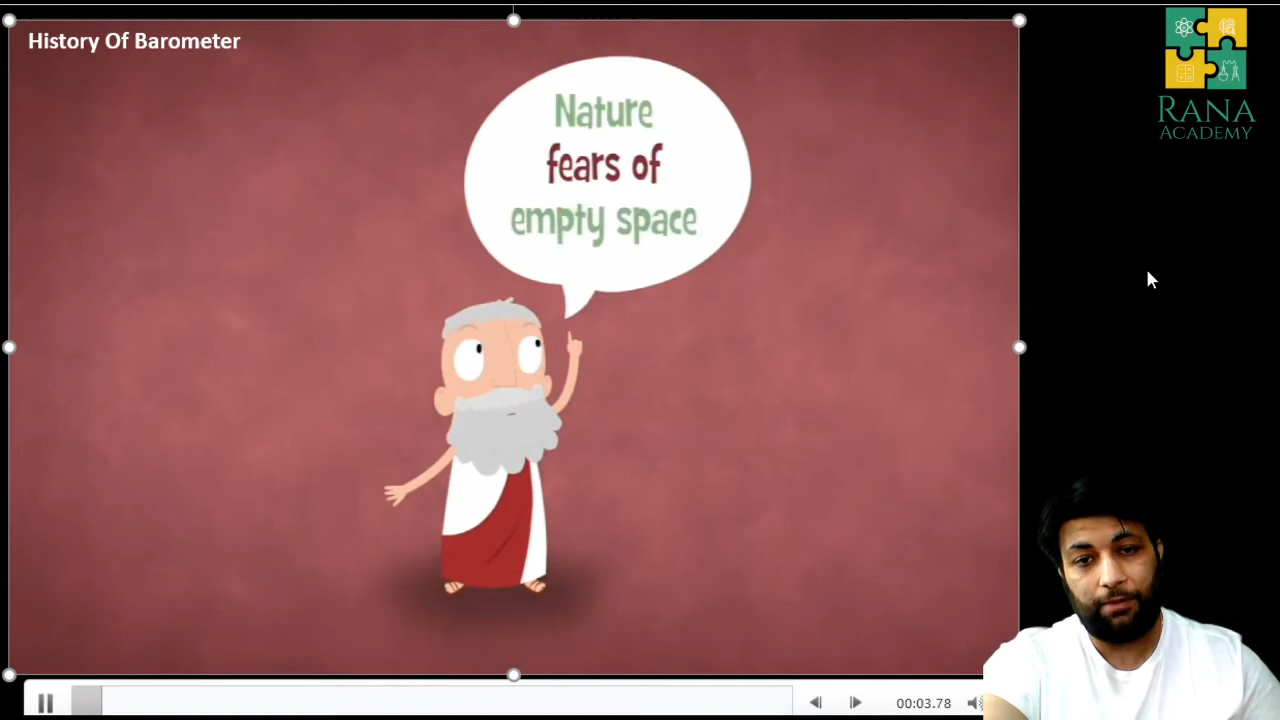 History Of Barometer
Nature
fears of
empty space
RANA
ACADEMY
00:03.78